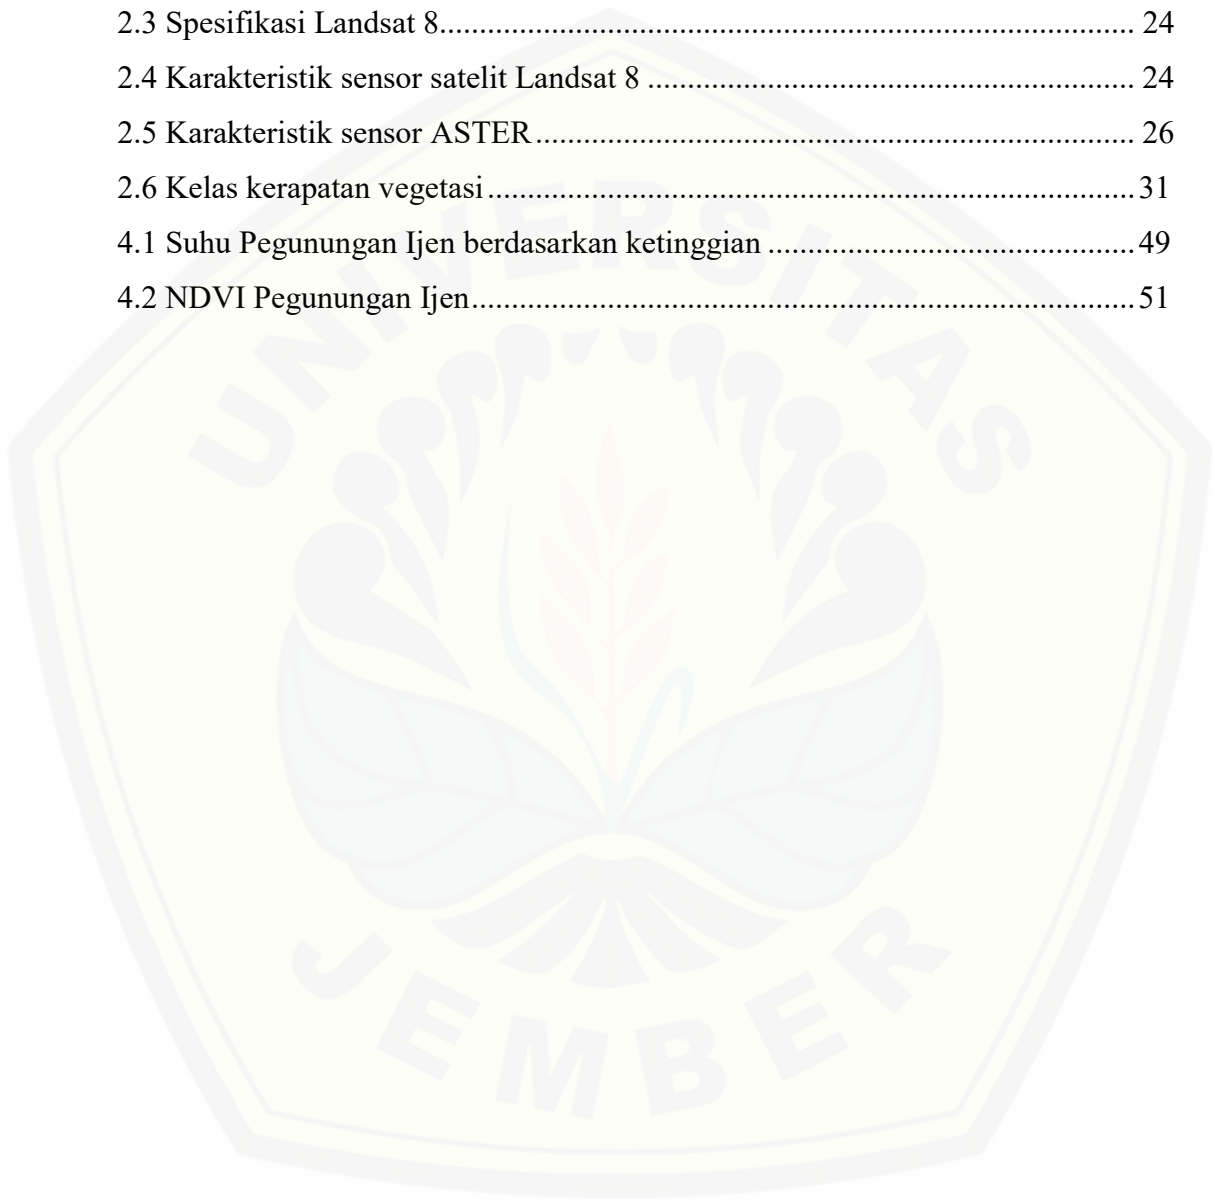 2.3 Spesifikasi Landsat 8....................................................................................... 24
2.4 Karakteristik sensor satelit Landsat 8 ............................................................. 24
2.5 Karakteristik sensor ASTER........................................................................... 26
2.6 Kelas kerapatan vegetasi................................................................................. 31
4.1 Suhu Pegunungan Ijen berdasarkan ketinggian .............................................. 49
4.2 NDVI Pegunungan Ijen................................................................................... 51
UNIVERSITAS
JEMBER